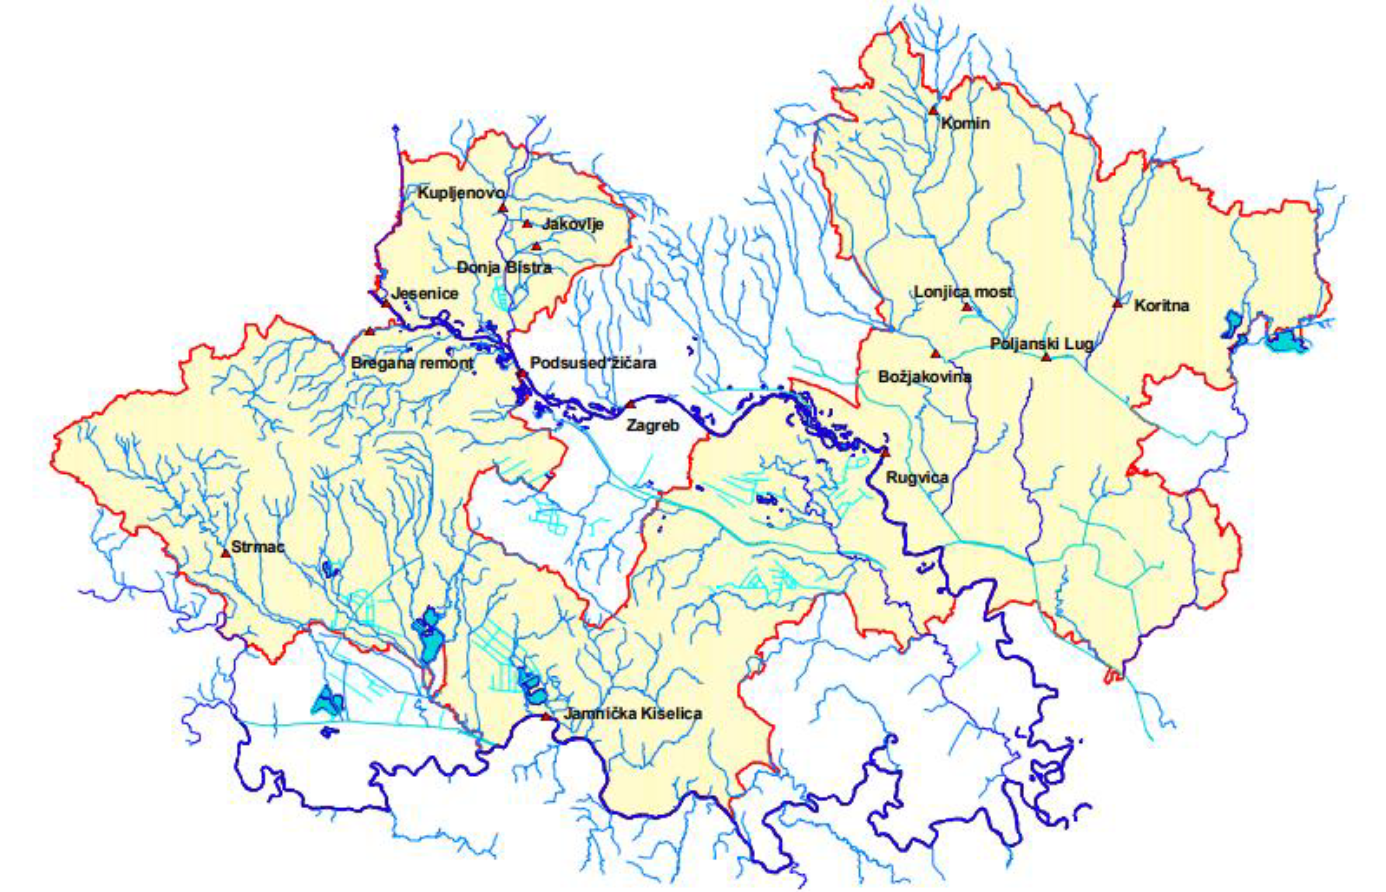 Komin
Kupljenovo
Jakovlje
Donja Bistra
Jesenice
Lonjica most
Koritna
Poljanski Lug
Bregana remont
Podsused žičara
Božjakovina
Zagreb
Rugvica
Strmac
Jamnička Kiselica